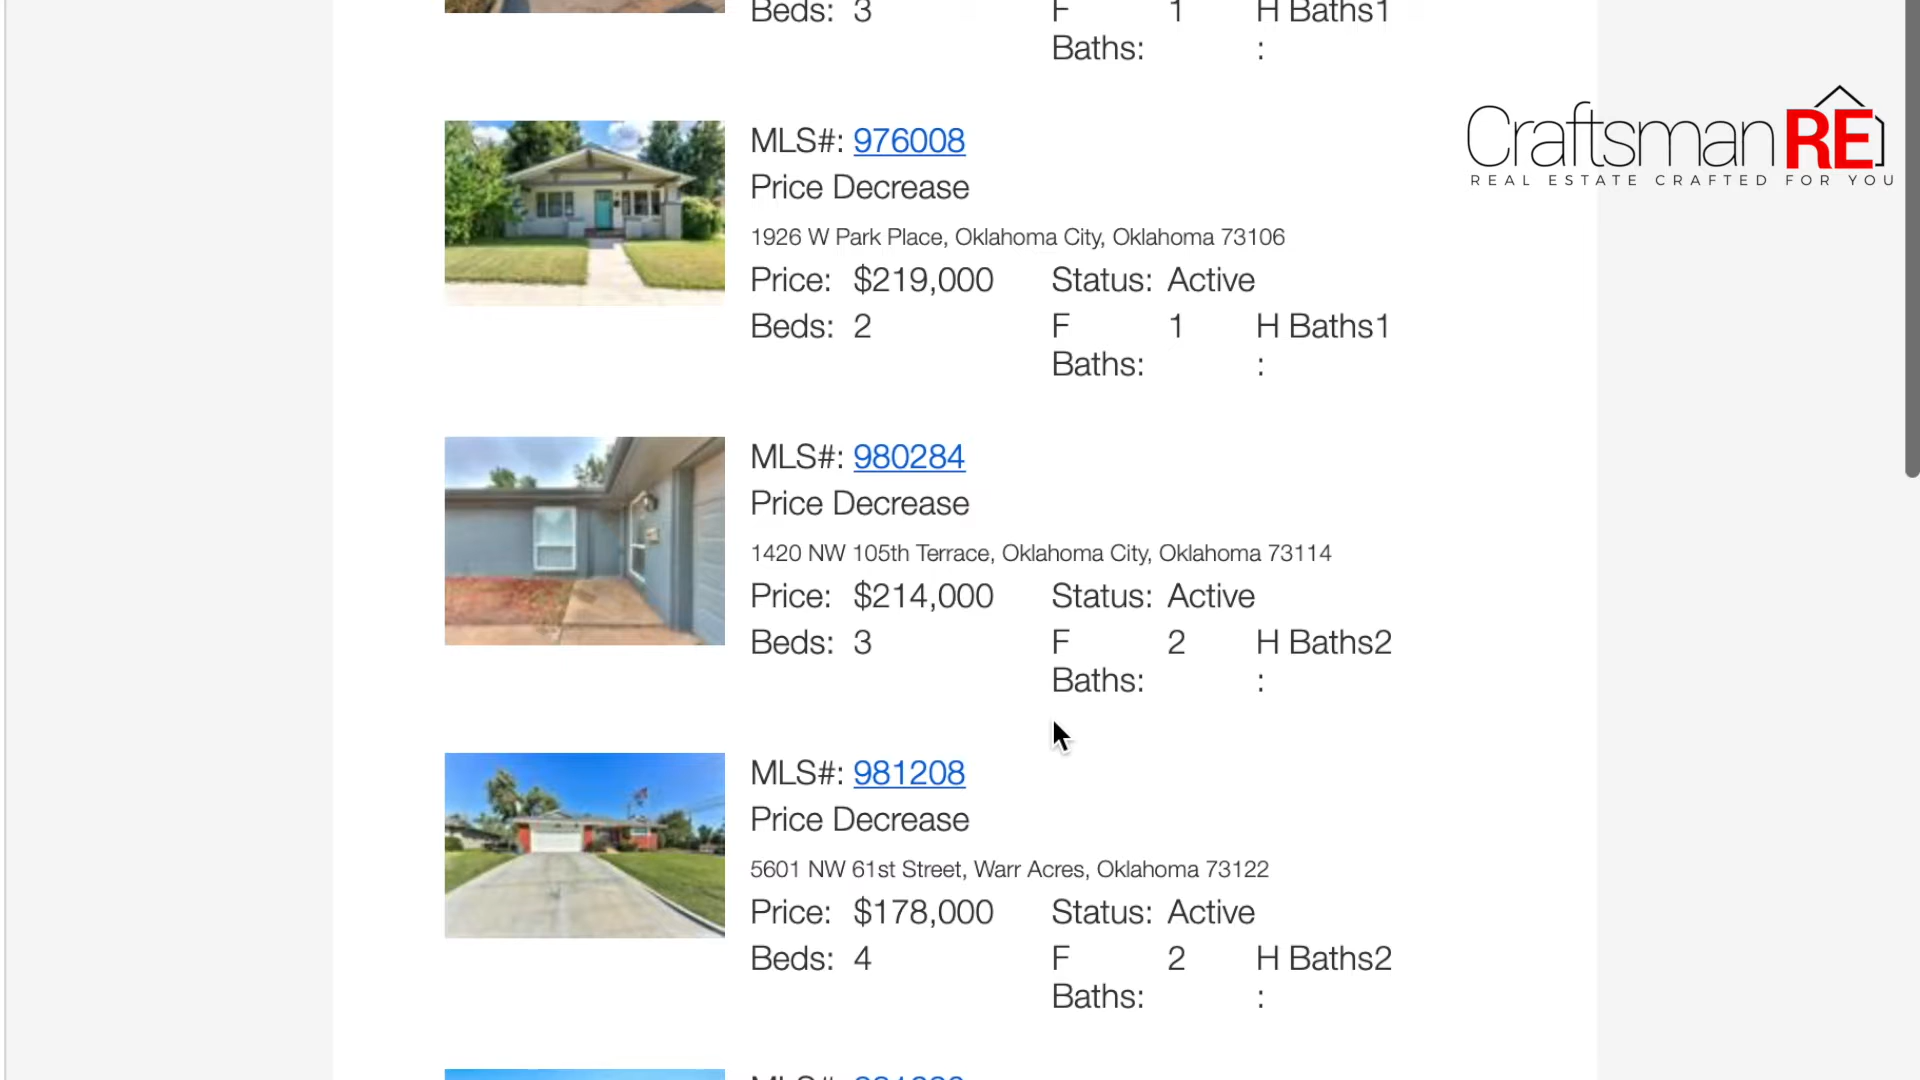 Beds: 3 F 1 H Baths1
Baths: :
CraftsmanRE
REAL ESTATE CRAFTED FOR YOU
MLS#: 976008
Price Decrease
1926 W Park Place, Oklahoma City, Oklahoma 73106
Price: $219,000 Status: Active
Beds: 2 F 1 H Baths1
Baths: :
MLS#: 980284
Price Decrease
1420 NW 105th Terrace, Oklahoma City, Oklahoma 73114
Price: $214,000 Status: Active
Beds: 3 F 2 H Baths2
Baths: :
MLS#: 981208
Price Decrease
5601 NW 61st Street, Warr Acres, Oklahoma 73122
Price: $178,000 Status: Active
Beds: 4 F 2 H Baths2
Baths: :
MLS#: